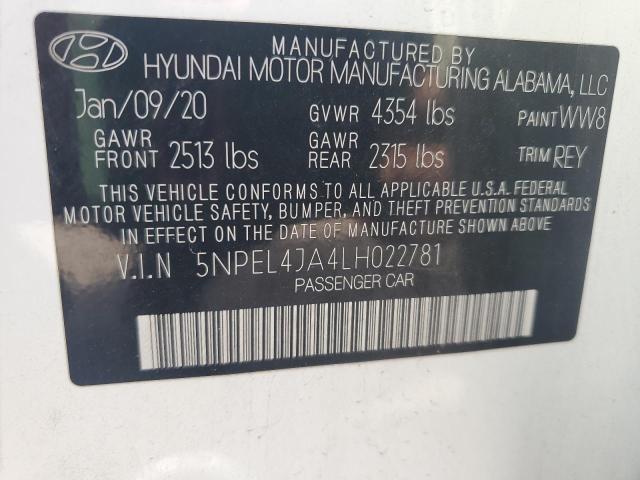 MANUFACTURED BY
HYUNDAI MOTOR MANUFACTURING ALABAMA, LLC
Jan/09/20 GVWR 4354 lbs PAINT WW8
GAWR FRONT 2513 lbs GAWR REAR 2315 lbs TRIM REY
THIS VEHICLE CONFORMS TO ALL APPLICABLE U.S.A. FEDERAL
MOTOR VEHICLE SAFETY, BUMPER, AND THEFT PREVENTION STANDARDS
IN EFFECT ON THE DATE OF MANUFACTURE SHOWN ABOVE
V.I.N 5NPEL4JA4LH022781
PASSENGER CAR